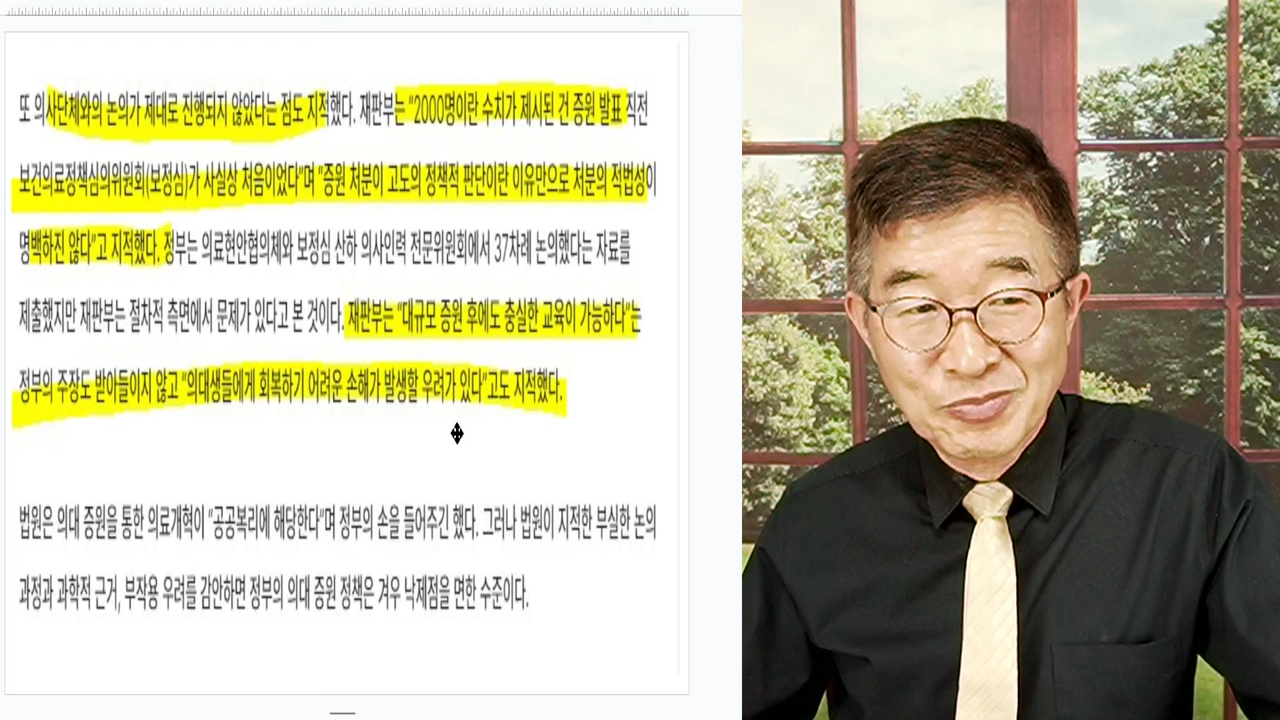 또 의사단체와의 논의가 제대로 진행되지 않았다는 점도 지적했다. 재판부는 "2000명이란 수치가 제시된 건 증원 발표 직전
보건의료정책심의위원회(보정심)가 사실상 처음이었다"며 "증원 처분이 고도의 정책적 판단이란 이유만으로 처분의 적법성이
명백하진 않다"고 지적했다. 정부는 의료현안협의체와 보정심 산하 의사인력 전문위원회에서 37차례 논의했다는 자료를
제출했지만 재판부는 절차적 측면에서 문제가 있다고 본 것이다. 재판부는 "대규모 증원 후에도 충실한 교육이 가능하다"는
정부의 주장도 받아들이지 않고 "의대생들에게 회복하기 어려운 손해가 발생할 우려가 있다"고도 지적했다.
법원은 의대 증원을 통한 의료개혁이 "공공복리에 해당한다"며 정부의 손을 들어주긴 했다. 그러나 법원이 지적한 부실한 논의
과정과 과학적 근거, 부작용 우려를 감안하면 정부의 의대 증원 정책은 겨우 낙제점을 면한 수준이다.